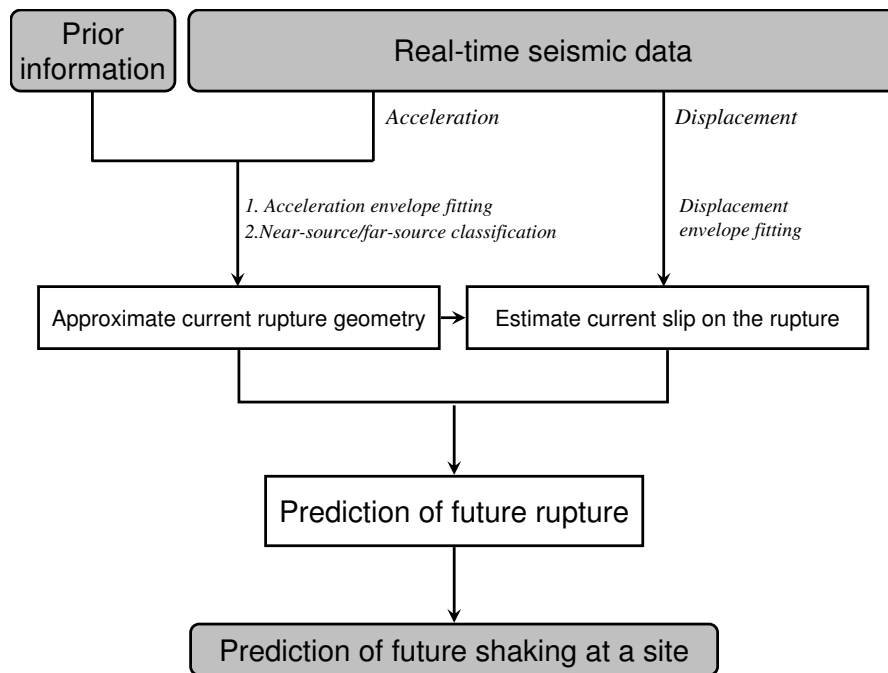 Prior
information
Real-time seismic data
Acceleration
Displacement
1. Acceleration envelope fitting
2.Near-source/far-source classification
Displacement
envelope fitting
Approximate current rupture geometry
Estimate current slip on the rupture
Prediction of future rupture
Prediction of future shaking at a site